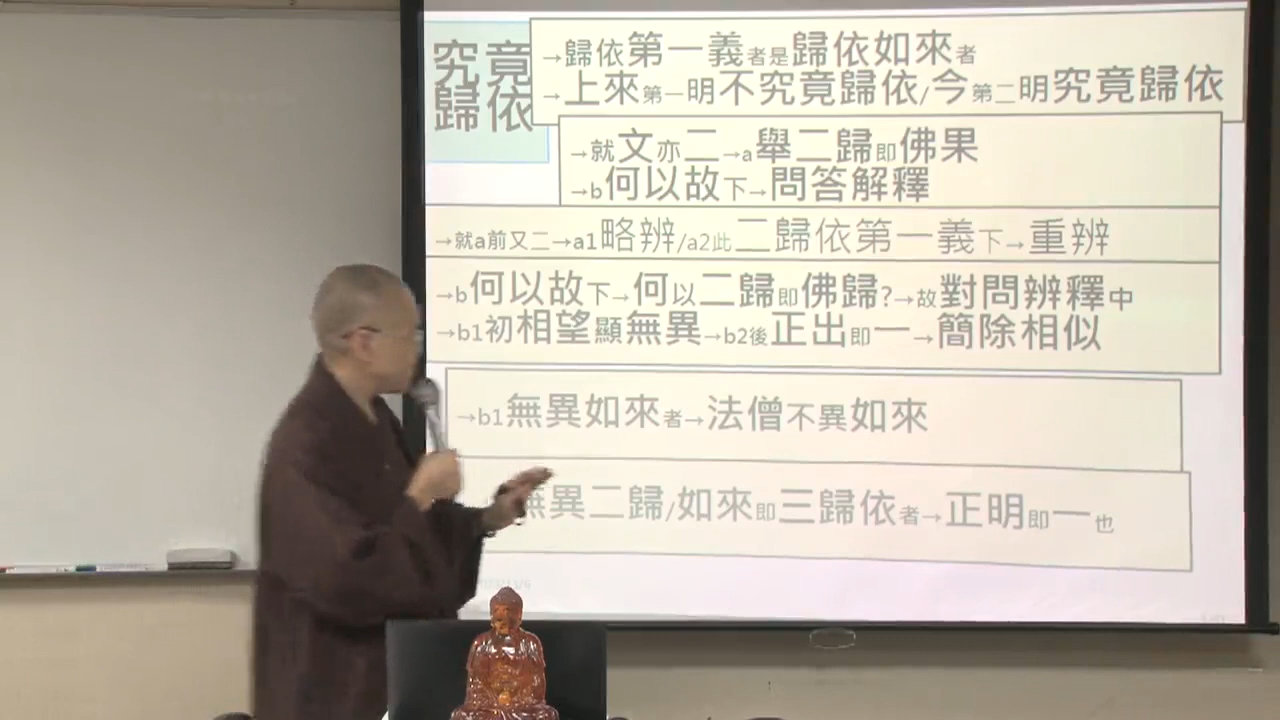 究竟
歸依
→歸依第一義者是歸依如來者
→上來第一明不究竟歸依/今第二明究竟歸依
→就文亦二→a舉二歸即佛果
→b何以故下→問答解釋
→就a前又二→a1略辨/a2此二歸依第一義下→重辨
→b何以故下→何以二歸即佛歸?→故對問辨釋中
→b1初相望顯無異→b2後正出即一→簡除相似
→b1無異如來者→法僧不異如來
無異二歸/如來即三歸依者→正明即一也